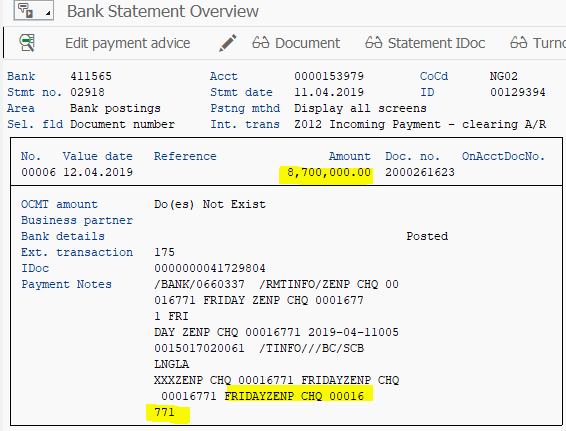 Bank Statement Overview
Edit payment advice Document Statement IDoc Turno
Bank 411565 Acct 0000153979 CoCd NG02
Stmt no. 02918 Stmt date 11.04.2019 ID 00129394
Area Bank postings Pstng mthd Display all screens
Sel. fld Document number Int. trans Z012 Incoming Payment - clearing A/R
No. Value date Reference Amount Doc. no. OnAcctDocNo.
00006 12.04.2019 8,700,000.00 2000261623
OCMT amount Do(es) Not Exist
Business partner
Bank details Posted
Ext. transaction 175
IDoc 0000000041729804
Payment Notes /BANK/0660337 /RMTINFO/ZENP CHQ 00
016771 FRIDAY ZENP CHQ 0001677
1 FRI
DAY ZENP CHQ 00016771 2019-04-11005
0015017020061 /TINFO///BC/SCB
LNGLA
XXXZENP CHQ 00016771 FRIDAYZENP CHQ
00016771 FRIDAYZENP CHQ 00016
771